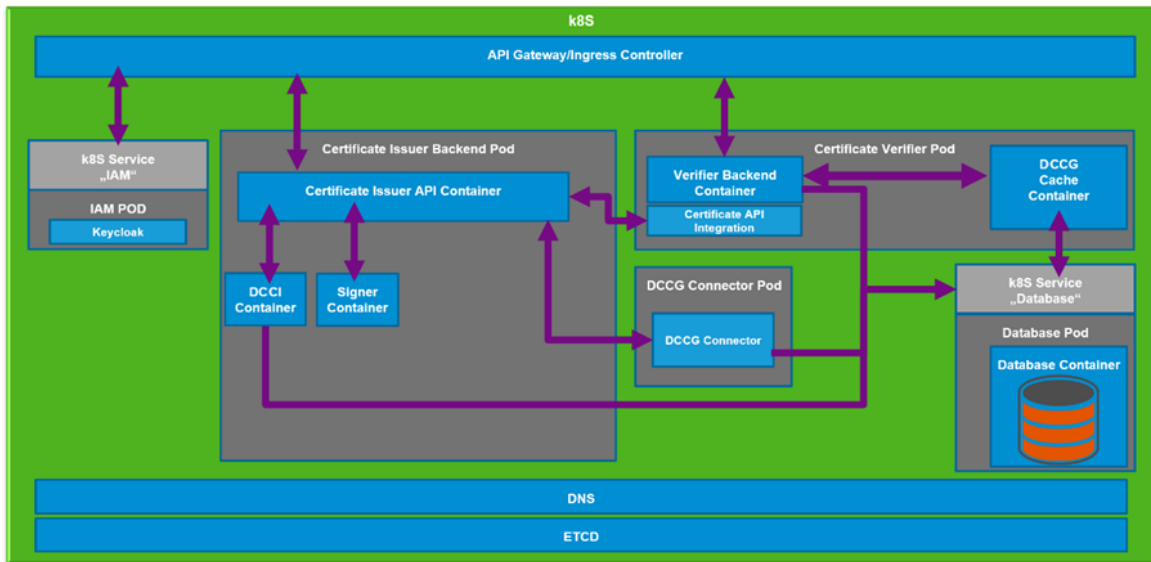 k8S
API Gateway/Ingress Controller
k8S Service
„IAM“
IAM POD
Keycloak
Certificate Issuer Backend Pod
Certificate Issuer API Container
DCCI
Container
Signer
Container
Certificate Verifier Pod
Verifier Backend
Container
Certificate API
Integration
DCCG
Cache
Container
DCCG Connector Pod
DCCG Connector
k8S Service
„Database“
Database Pod
Database Container
DNS
ETCD